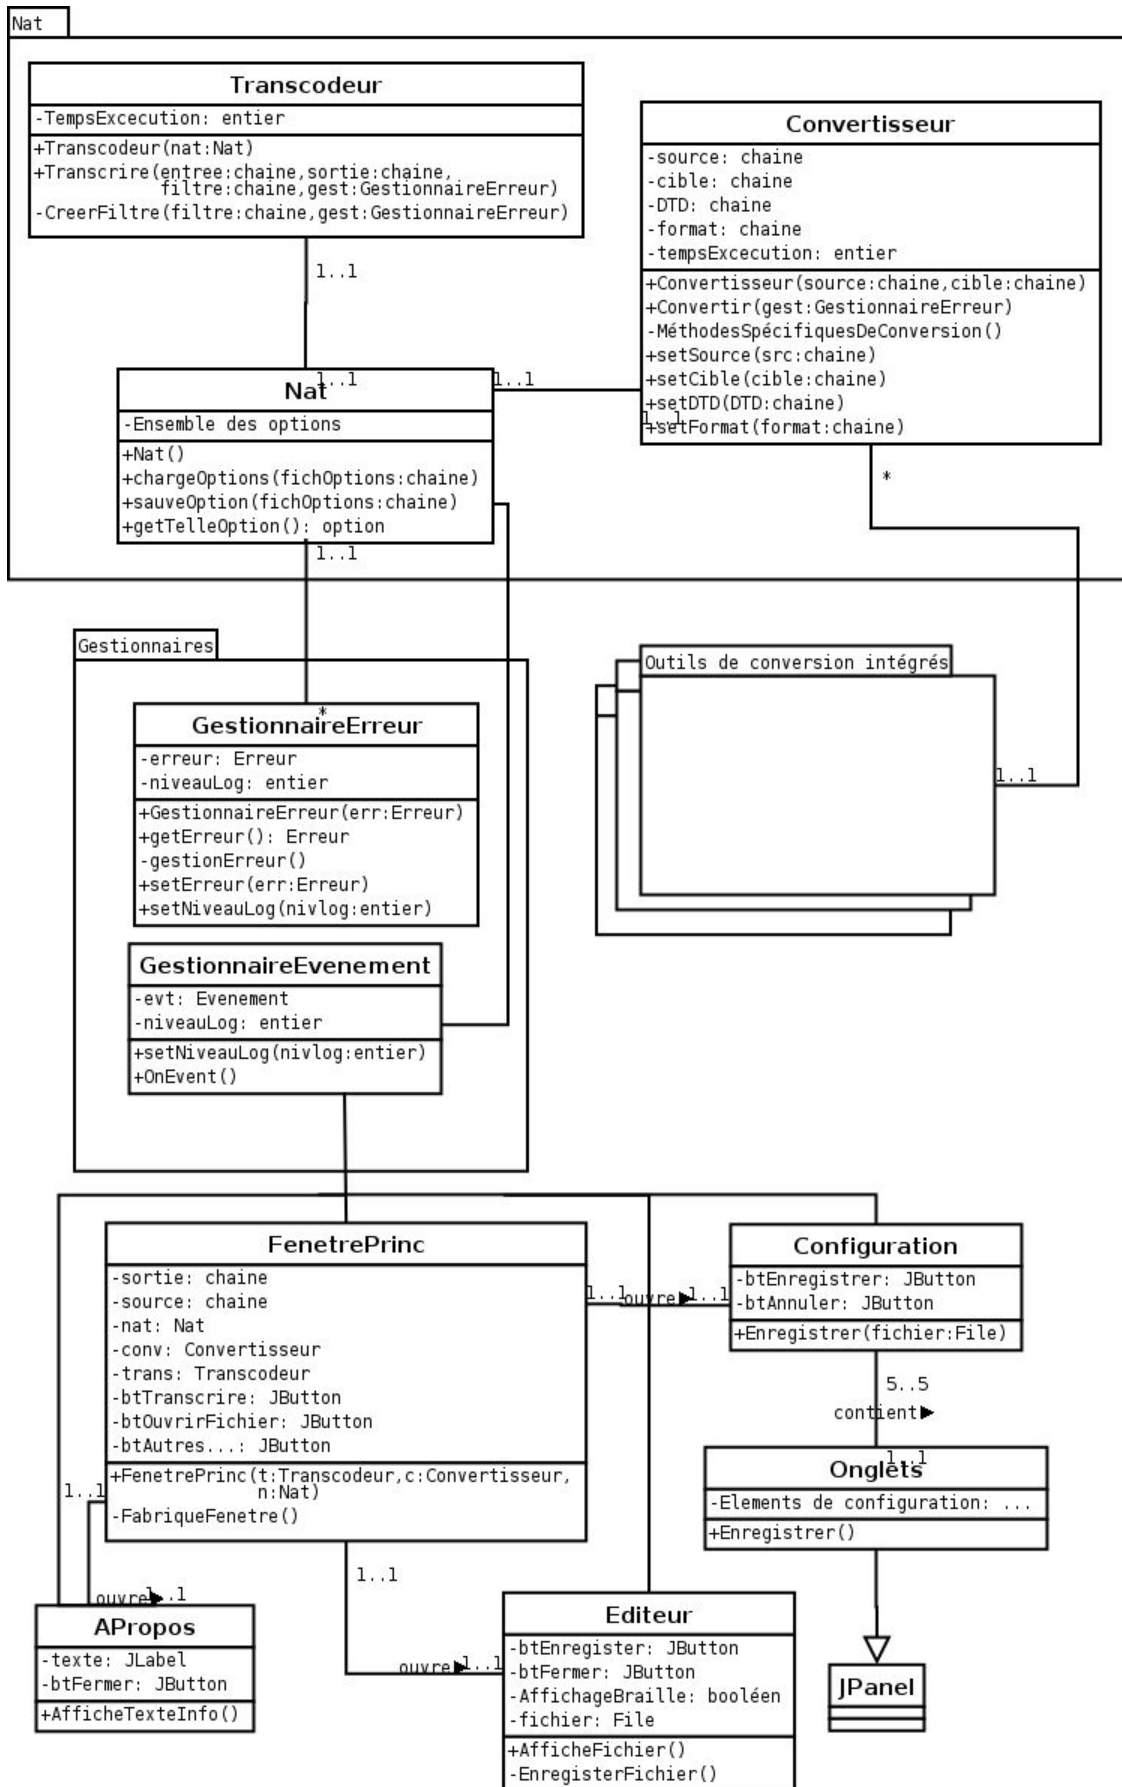 Nat
Transcodeur
-TempsExcecution: entier
+Transcodeur(nat:Nat)
+Transcrire(entree:chaine,sortie:chaine,
filtre:chaine,gest:GestionnaireErreur)
-CreerFiltre(filtre:chaine,gest:GestionnaireErreur)
1..1
Convertisseur
-source: chaine
-cible: chaine
-DTD: chaine
-format: chaine
-tempsExcecution: entier
+Convertisseur(source:chaine,cible:chaine)
+Convertir(gest:GestionnaireErreur)
-MéthodesSpécifiquesDeConversion()
+setSource(src:chaine)
+setCible(cible:chaine)
+setDTD(DTD:chaine)
1..1
+setFormat(format:chaine)
*
1..1
Nat
1..1
-Ensemble des options
+Nat()
+chargeOptions(fichOptions:chaine)
+sauveOption(fichOptions:chaine)
+getTelleOption(): option
1..1
Gestionnaires
*
GestionnaireErreur
-erreur: Erreur
-niveauLog: entier
+GestionnaireErreur(err:Erreur)
+getErreur(): Erreur
-gestionErreur()
+setErreur(err:Erreur)
+setNiveauLog(nivlog:entier)
Outils de conversion intégrés
1..1
GestionnaireEvenement
-evt: Evenement
-niveauLog: entier
+setNiveauLog(nivlog:entier)
+OnEvent()
FenetrePrinc
-sortie: chaine
-source: chaine
-nat: Nat
-conv: Convertisseur
-trans: Transcodeur
-btTranscrire: JButton
-btOuvrirFichier: JButton
-btAutres...: JButton
+FenetrePrinc(t:Transcodeur,c:Convertisseur,
n:Nat)
-FabriqueFenetre()
1..1
ouvre
1..1
Configuration
-btEnregistrer: JButton
-btAnnuler: JButton
+Enregistrer(fichier:File)
5..5
contient
1..1
Onglets
-Elements de configuration: ...
+Enregistrer()
1..1
ouvre
1..1
APropos
-texte: JLabel
-btFermer: JButton
+AfficheTexteInfo()
1..1
ouvre
1..1
Editeur
-btEnregister: JButton
-btFermer: JButton
-AffichageBraille: booléen
-fichier: File
+AfficheFichier()
-EnregisterFichier()
JPanel